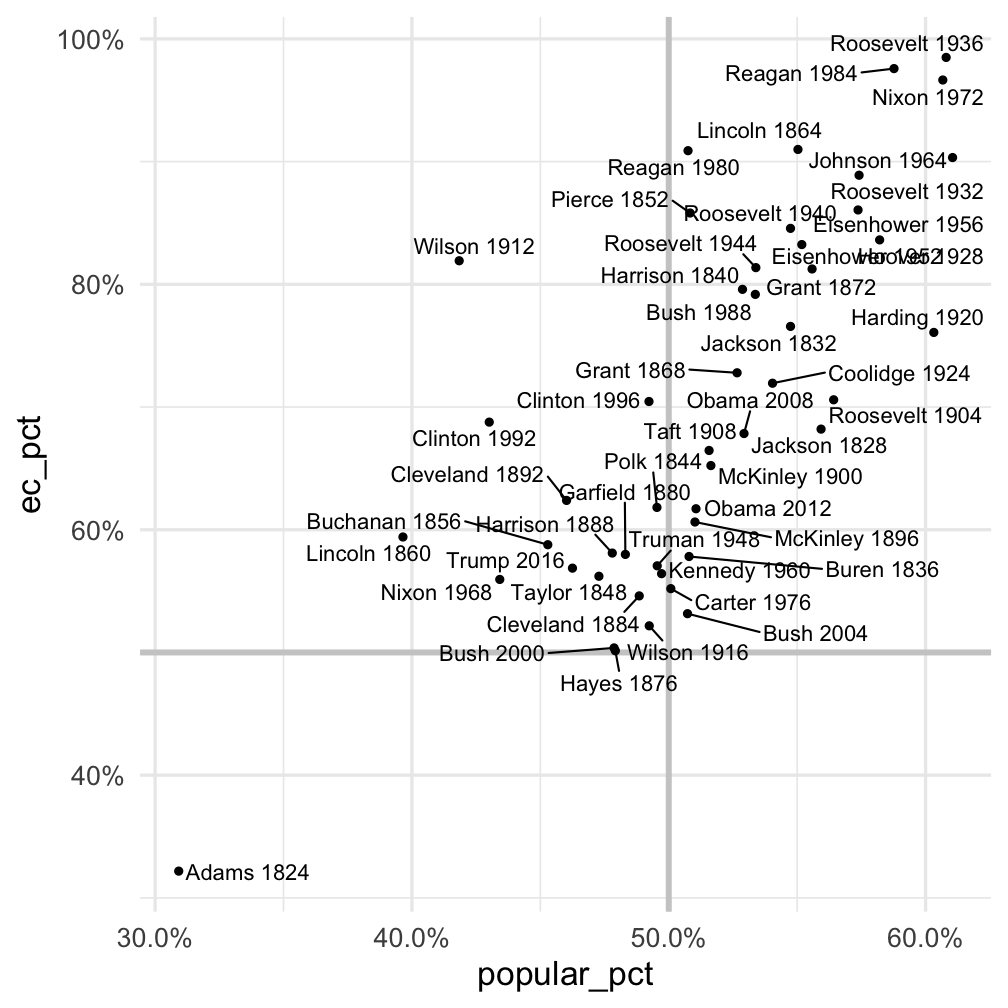 100%
Roosevelt 1936
Reagan 1984
Nixon 1972
Lincoln 1864
Johnson 1964
Reagan 1980
Roosevelt 1932
Pierce 1852
Roosevelt 1940
Eisenhower 1956
Roosevelt 1944
Wilson 1912
Eisenhower 1952
Hoover 1928
Harrison 1840
80%
Grant 1872
Bush 1988
Harding 1920
Jackson 1832
Grant 1868
Coolidge 1924
Clinton 1996
Obama 2008
Roosevelt 1904
Clinton 1992
Taft 1908
Jackson 1828
Polk 1844
Cleveland 1892
McKinley 1900
Garfield 1880
Obama 2012
Buchanan 1856
Harrison 1888
60%
Truman 1948
McKinley 1896
Lincoln 1860
Trump 2016
Kennedy 1960
Buren 1836
Nixon 1968
Taylor 1848
Carter 1976
Cleveland 1884
Bush 2004
Bush 2000
Wilson 1916
Hayes 1876
40%
Adams 1824
ec_pct
30.0%
40.0%
50.0%
60.0%
popular_pct